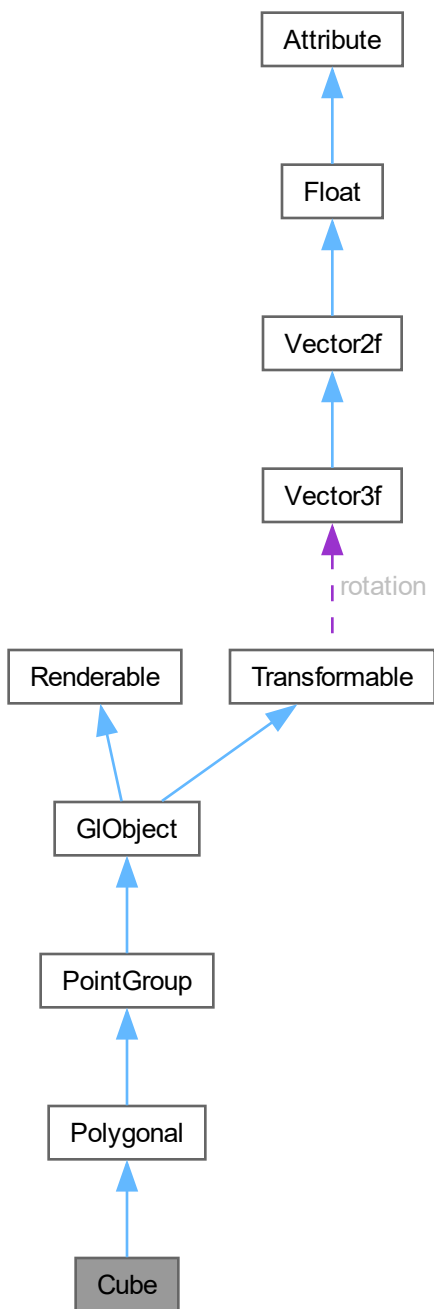 Attribute
Float
Vector2f
Vector3f
rotation
Renderable
Transformable
GlObject
PointGroup
Polygonal
Cube